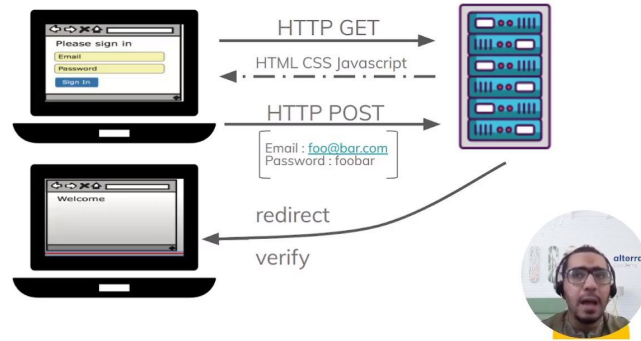 Please sign in
Email
Password
Sign In
HTTP GET
HTML CSS Javascript
HTTP POST
Email : foo@bar.com
Password : foobar
Welcome
redirect
verify
alterra